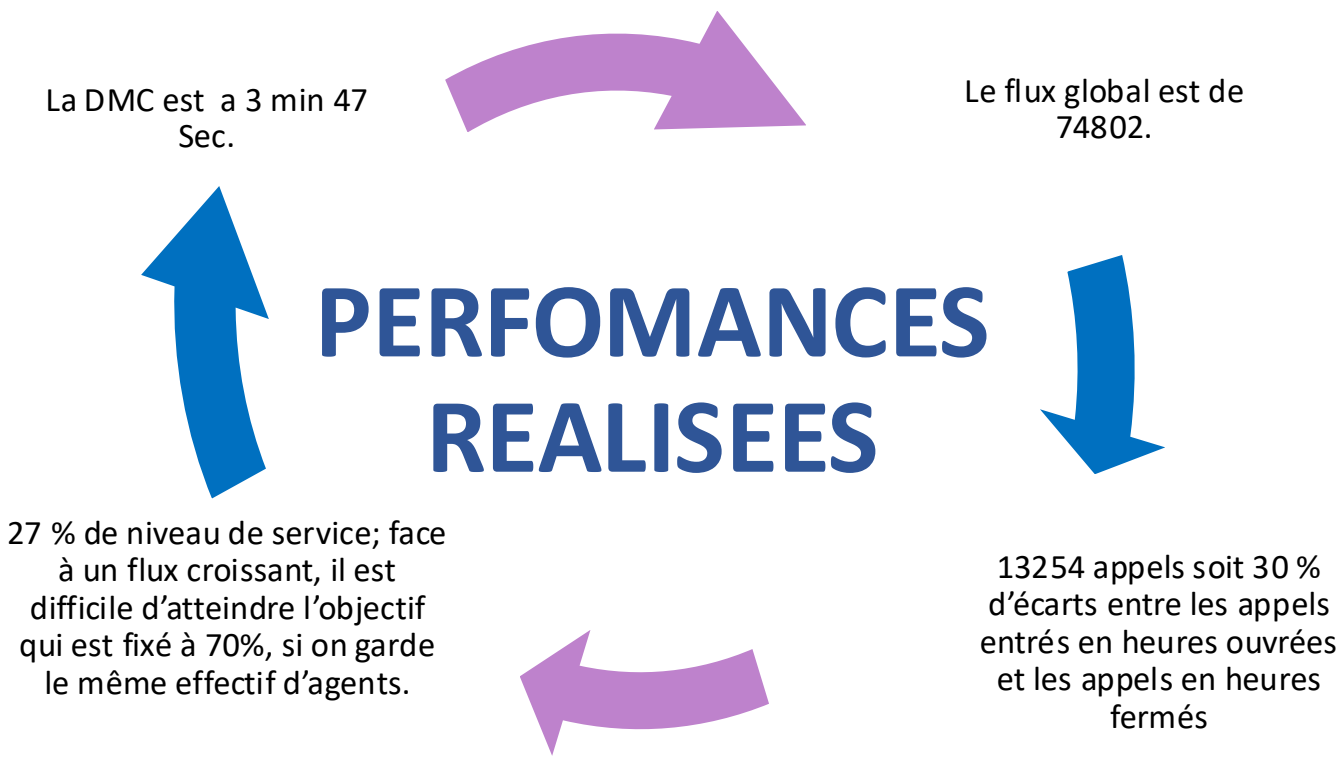 La DMC est a 3 min 47
Sec.
Le flux global est de
74802.
PERFOMANCES
REALISEES
27 % de niveau de service; face
à un flux croissant, il est
difficile d’atteindre l’objectif
qui est fixé à 70%, si on garde
le même effectif d’agents.
13254 appels soit 30 %
d’écarts entre les appels
entrés en heures ouvrées
et les appels en heures
fermés